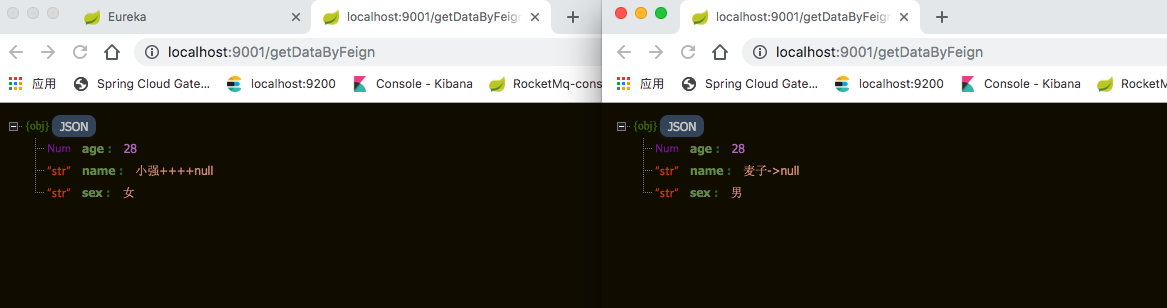 Eureka
localhost:9001/getDataByFeign
localhost:9001/getDataByFeign
应用
Spring Cloud Gate...
localhost:9200
Console - Kibana
RocketMq-cons
{obj} JSON
Num age : 28
"str" name : 小强++++null
"str" sex : 女
localhost:9001/getDataByFeign
localhost:9001/getDataByFeign
应用
Spring Cloud Gate...
localhost:9200
Console - Kibana
RocketMq
{obj} JSON
Num age : 28
"str" name : 麦子->null
"str" sex : 男